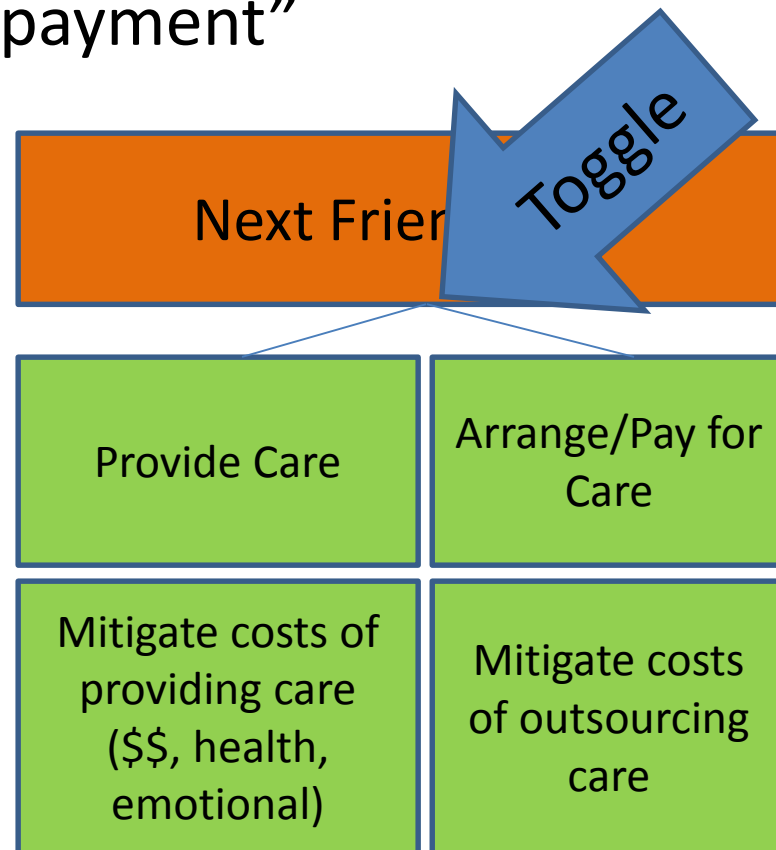 payment”
Toggle
Next
Provide Care
Arrange/Pay for
Care
Mitigate costs of
providing care
($$, health,
emotional)
Mitigate costs
of outsourcing
care